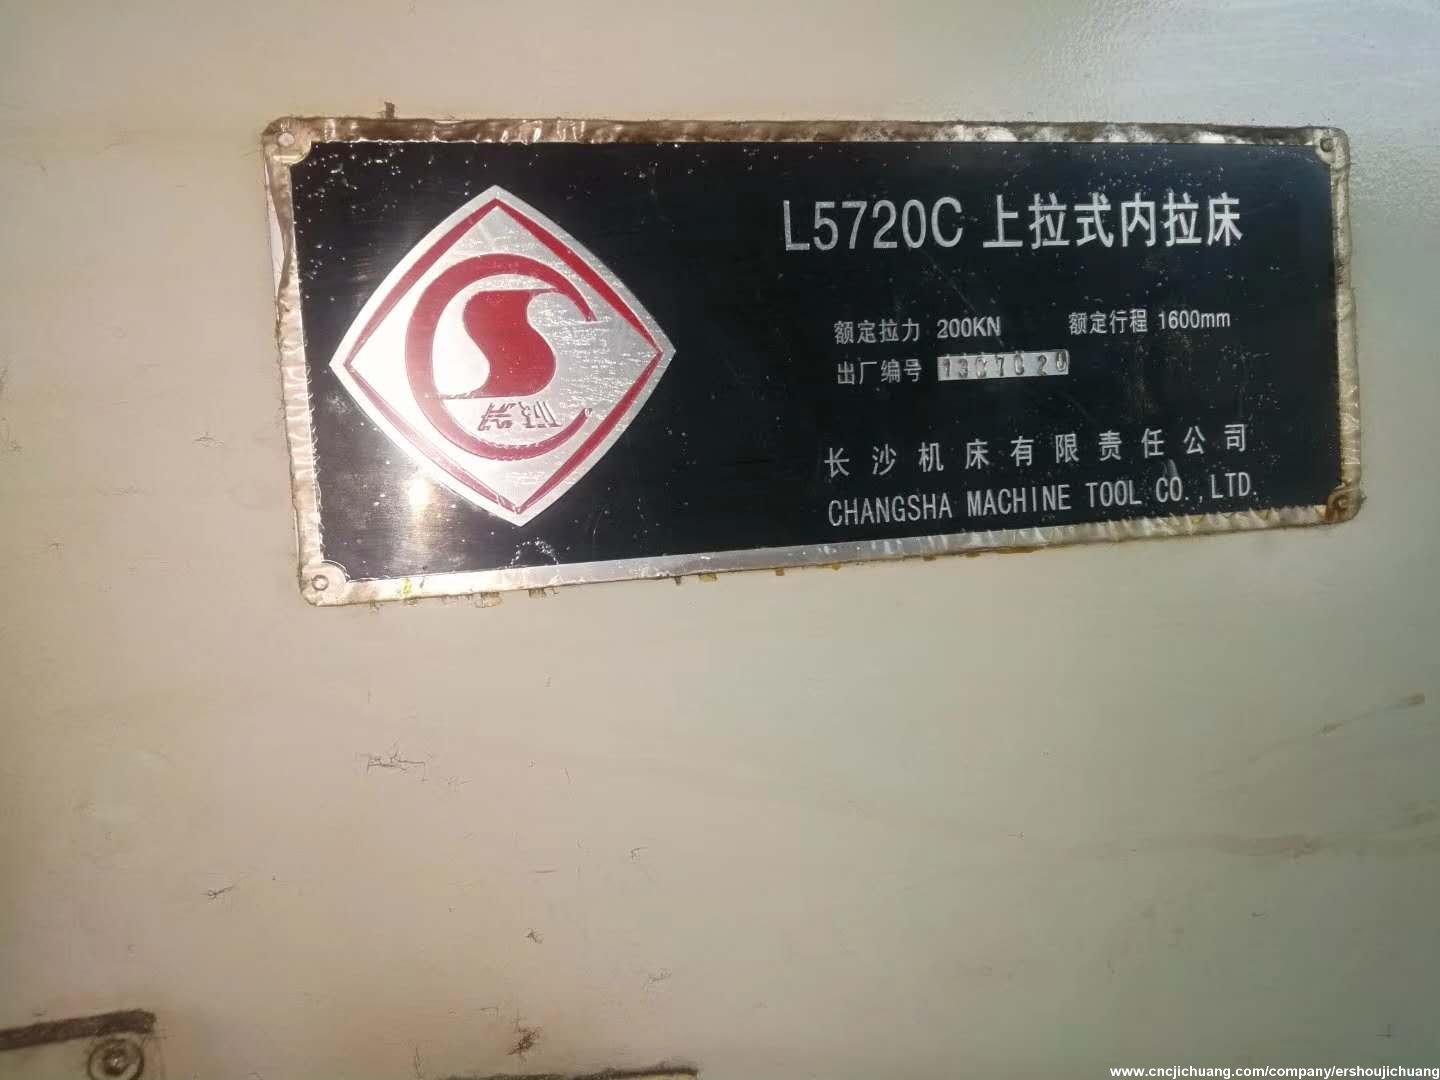 L5720C 上拉式内拉床
额定拉力 200KN 额定行程 1600mm
出厂编号
长沙机床有限责任公司
CHANGSHA MACHINE TOOL CO.,LTD.
www.cncjichuang.com/company/ershoujichuang